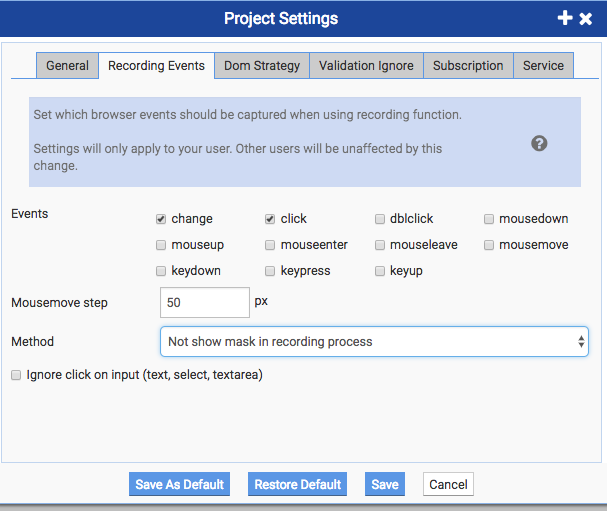 Project Settings
General Recording Events Dom Strategy Validation Ignore Subscription Service
Set which browser events should be captured when using recording function.
Settings will only apply to your user. Other users will be unaffected by this
change.
Events
change click dblclick mousedown
mouseup mouseenter mouseleave mousemove
keydown keypress keyup
Mousemove step 50 px
Method Not show mask in recording process
Ignore click on input (text, select, textarea)
Save As Default Restore Default Save Cancel